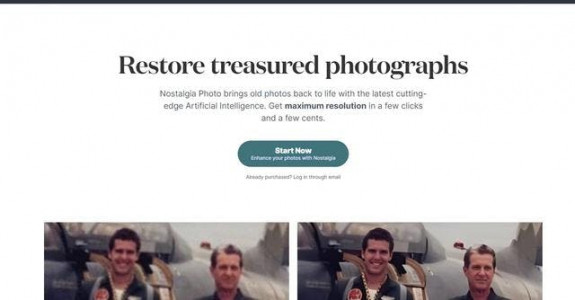 Restore treasured photographs
Nostalgia Photo brings old photos back to life with the latest cutting-
edge Artificial Intelligence. Get maximum resolution in a few clicks
and a few cents.
Start Now
Enhance your photos with Nostalgia
Already purchased? Log in through email